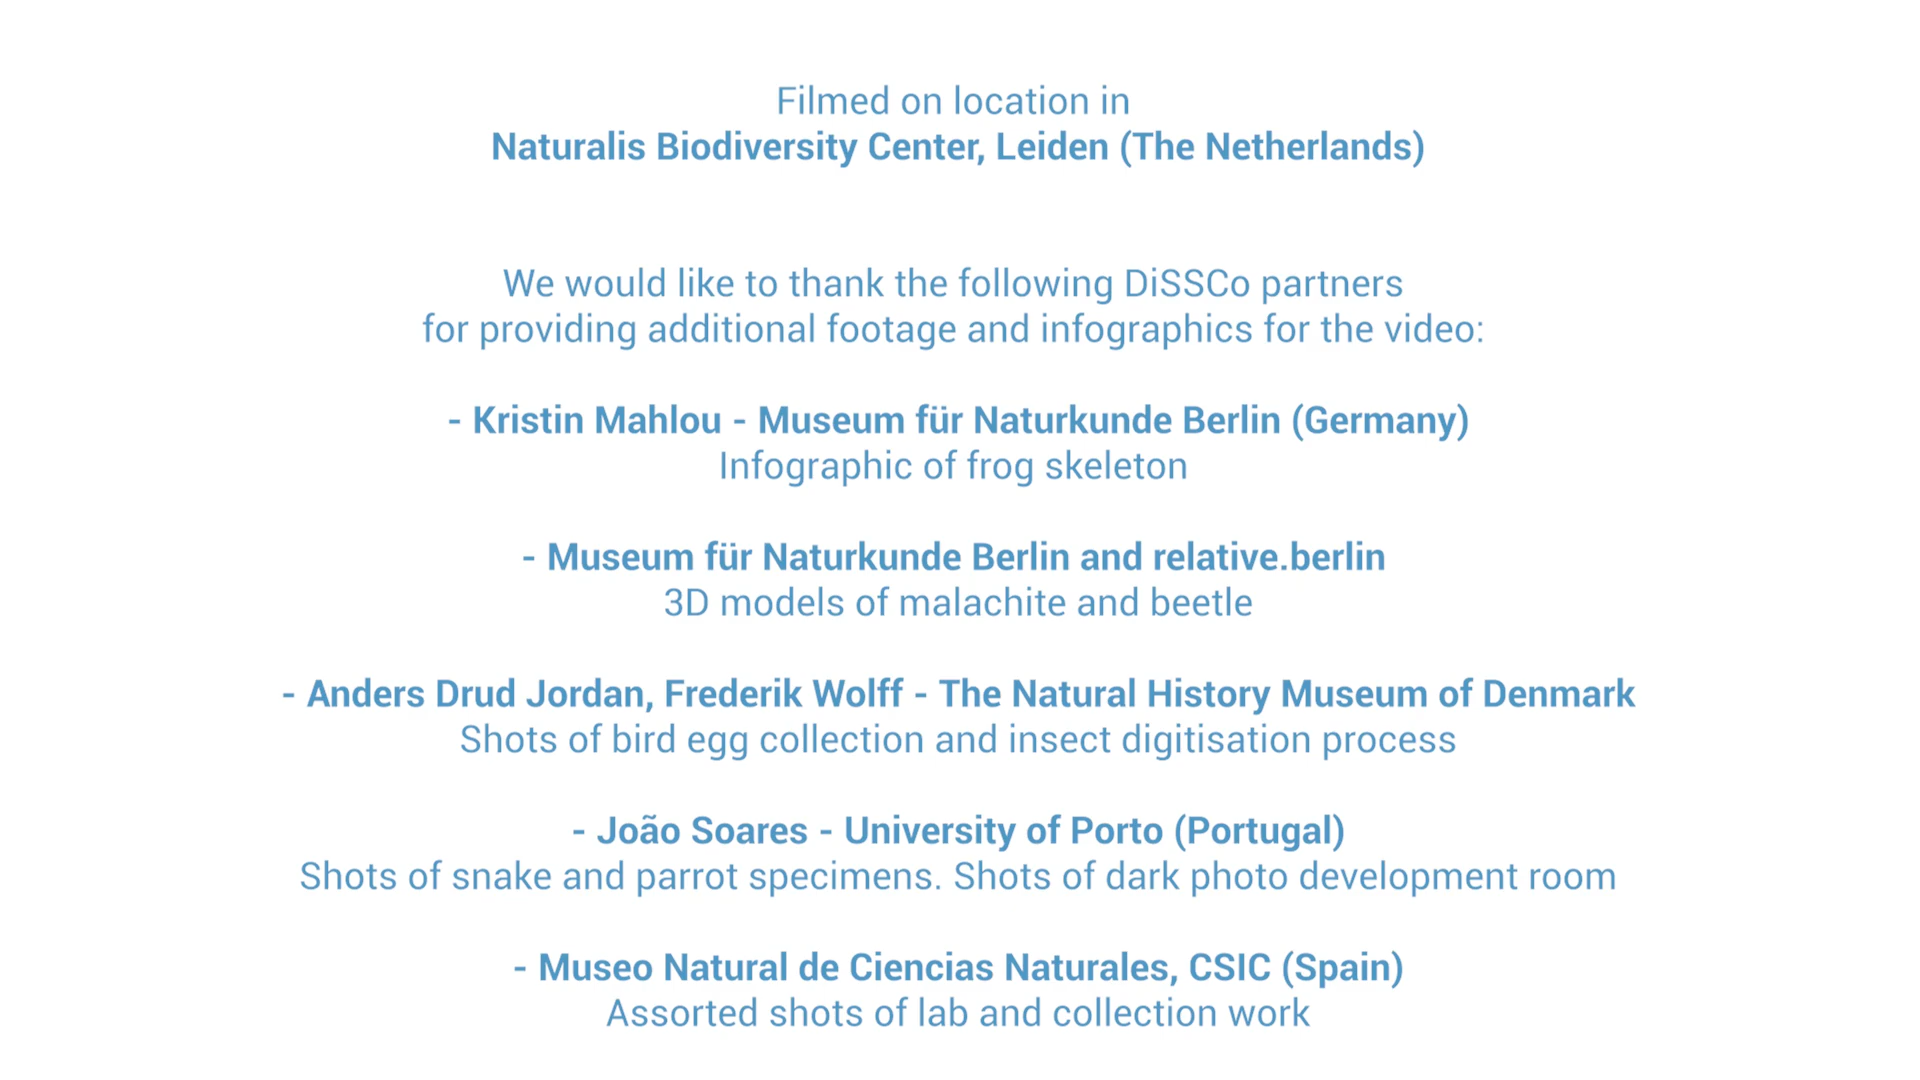 Filmed on location in
Naturalis Biodiversity Center, Leiden (The Netherlands)
We would like to thank the following DiSSCo partners
for providing additional footage and infographics for the video:
- Kristin Mahlou - Museum für Naturkunde Berlin (Germany)
Infographic of frog skeleton
- Museum für Naturkunde Berlin and relative.berlin
3D models of malachite and beetle
- Anders Drud Jordan, Frederik Wolff - The Natural History Museum of Denmark
Shots of bird egg collection and insect digitisation process
- João Soares - University of Porto (Portugal)
Shots of snake and parrot specimens. Shots of dark photo development room
- Museo Natural de Ciencias Naturales, CSIC (Spain)
Assorted shots of lab and collection work